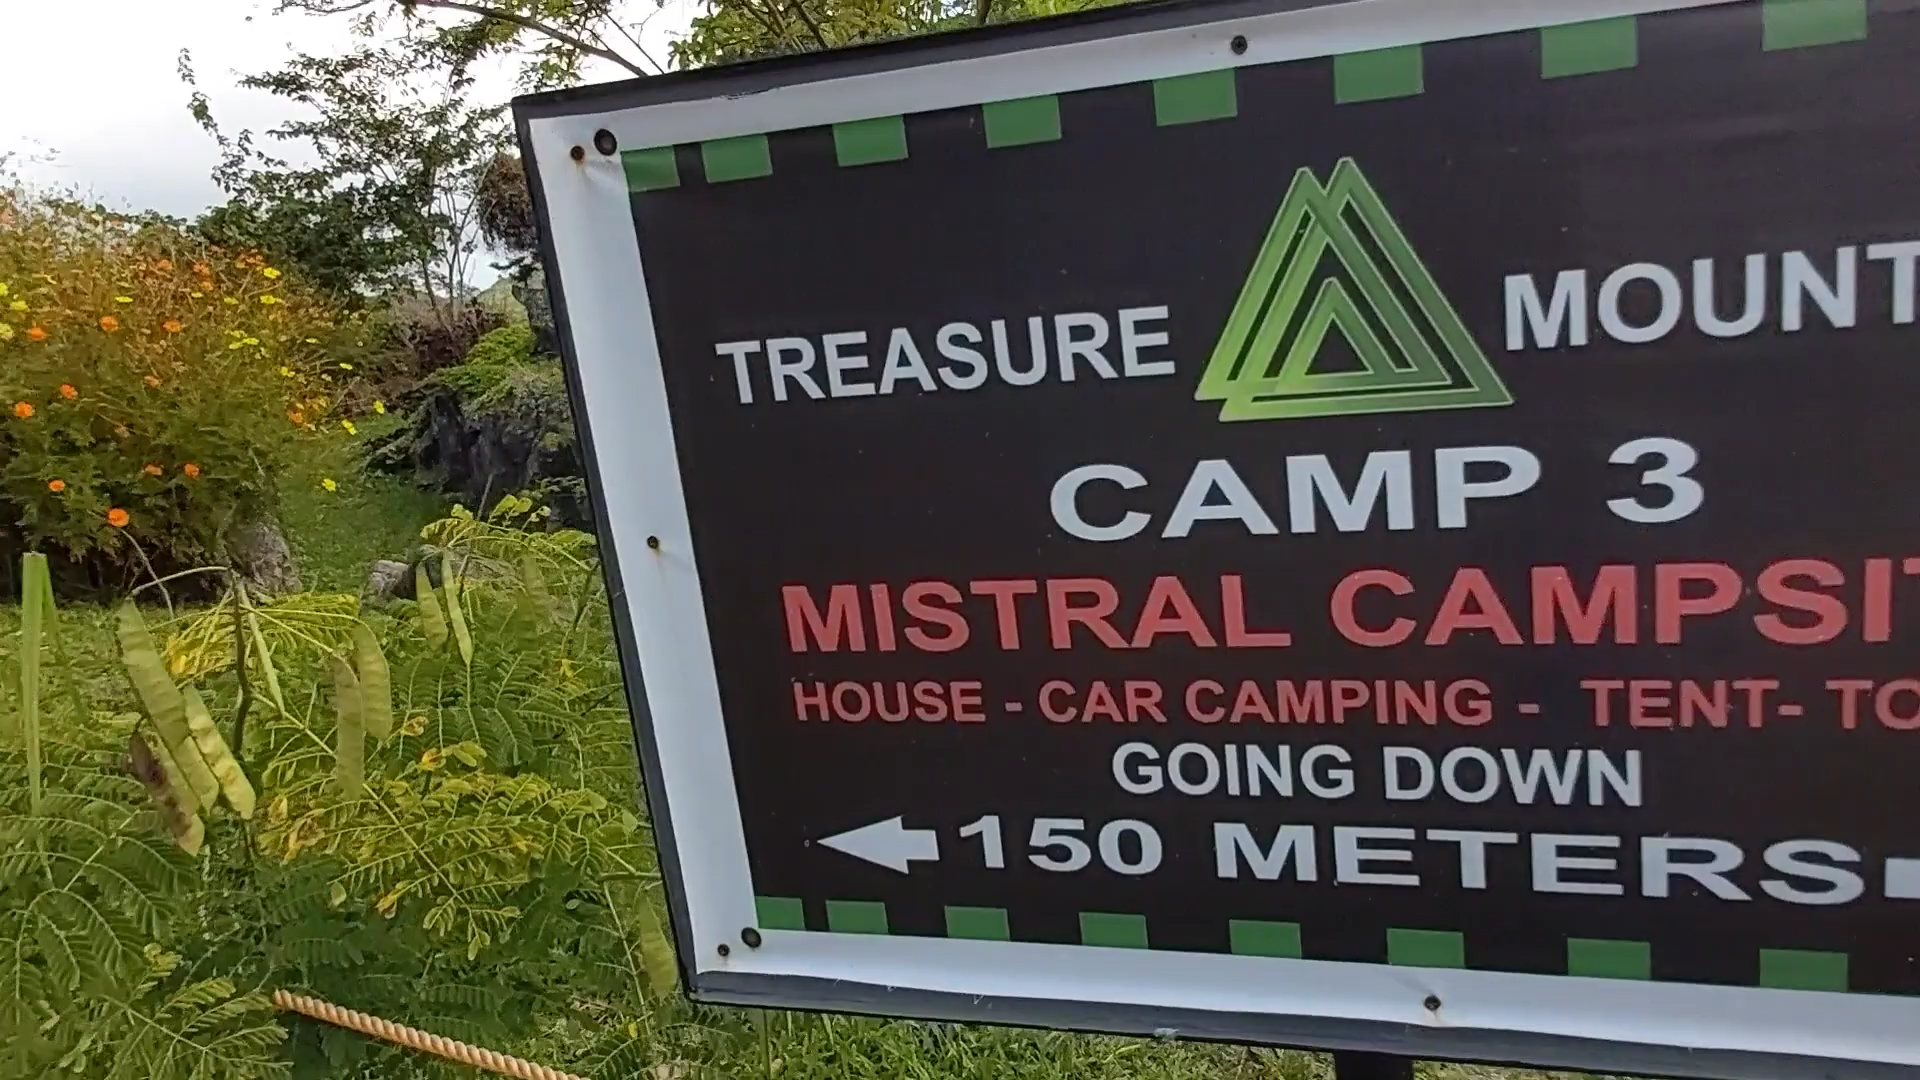 TREASURE MOUNT
CAMP 3
MISTRAL CAMPSIT
HOUSE - CAR CAMPING - TENT- TO
GOING DOWN
150 METERS